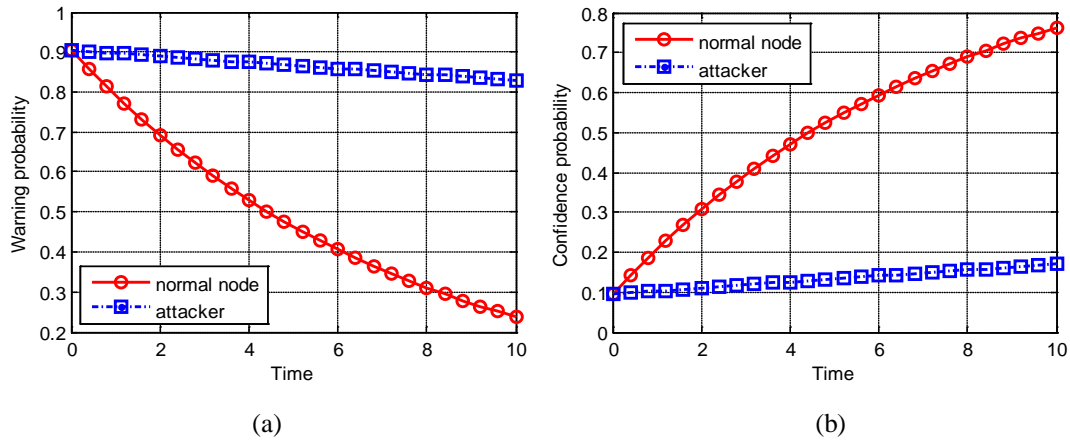 0.8
1
0.9
0.8
0.7
0.6
0.5
0.4
0.3
0.2
Warning probability
normal node
attacker
0 2 4 6 8 10
Time
(a)
0.7
0.6
0.5
0.4
0.3
0.2
0.1
0
Confidence probability
normal node
attacker
0 2 4 6 8 10
Time
(b)